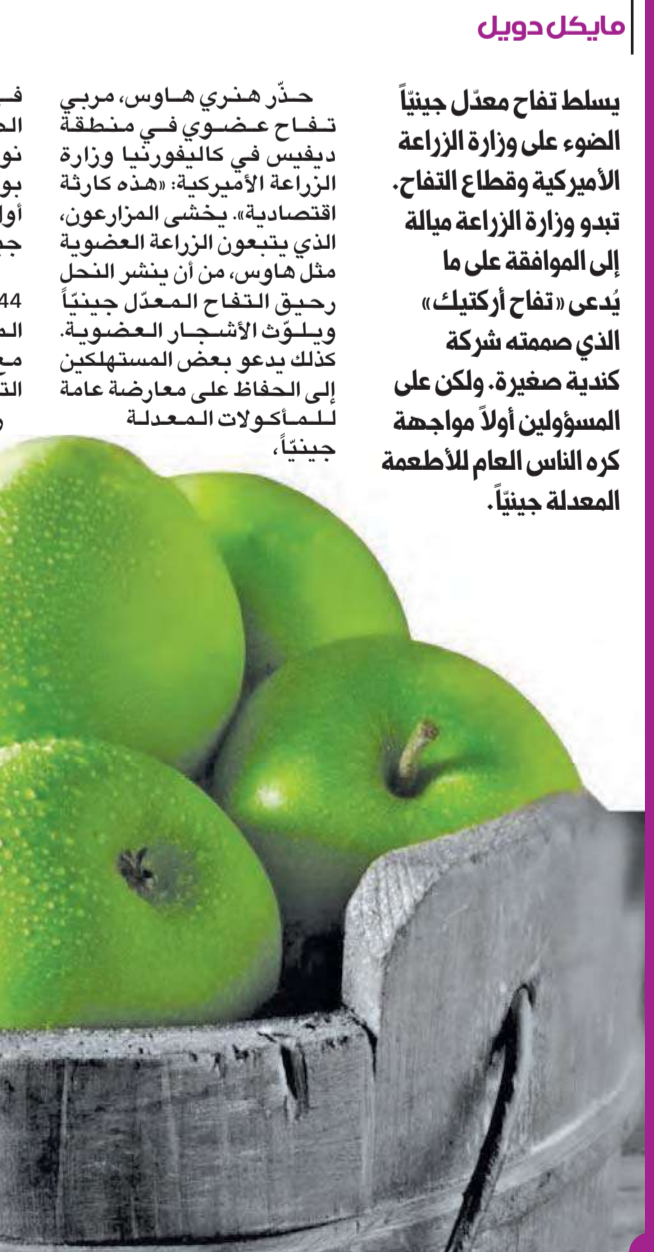 مايكل دويل
يسلط تفاح معدّل جينيّاً
الضوء على وزارة الزراعة
الأميركية وقطاع التفاح.
تبدو وزارة الزراعة ميالة
إلى الموافقة على ما
يُدعى «تفاح أركتيك»
الذي صممته شركة
كندية صغيرة. ولكن على
المسؤولين أولاً مواجهة
كره الناس العام للأطعمة
المعدلة جينيّاً.
حذّر هنري هاوس، مربي
تفاح عضوي في منطقة
ديفيس في كاليفورنيا وزارة
الزراعة الأميركية: «هذه كارثة
اقتصادية». يخشى المزارعون،
الذي يتبعون الزراعة العضوية
مثل هاوس، من أن ينشر النحل
رحيق التفاح المعدّل جينيّاً
ويلوّث الأشجار العضوية.
كذلك يدعو بعض المستهلكين
إلى الحفاظ على معارضة عامة
للمأكولات المعدلة
جينيّاً،
44